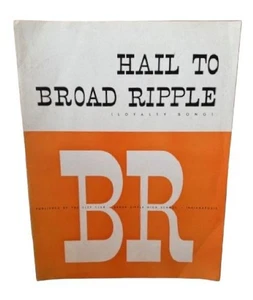 HAIL TO
BROAD RIPPLE
(LOYALTY SONG)
BR